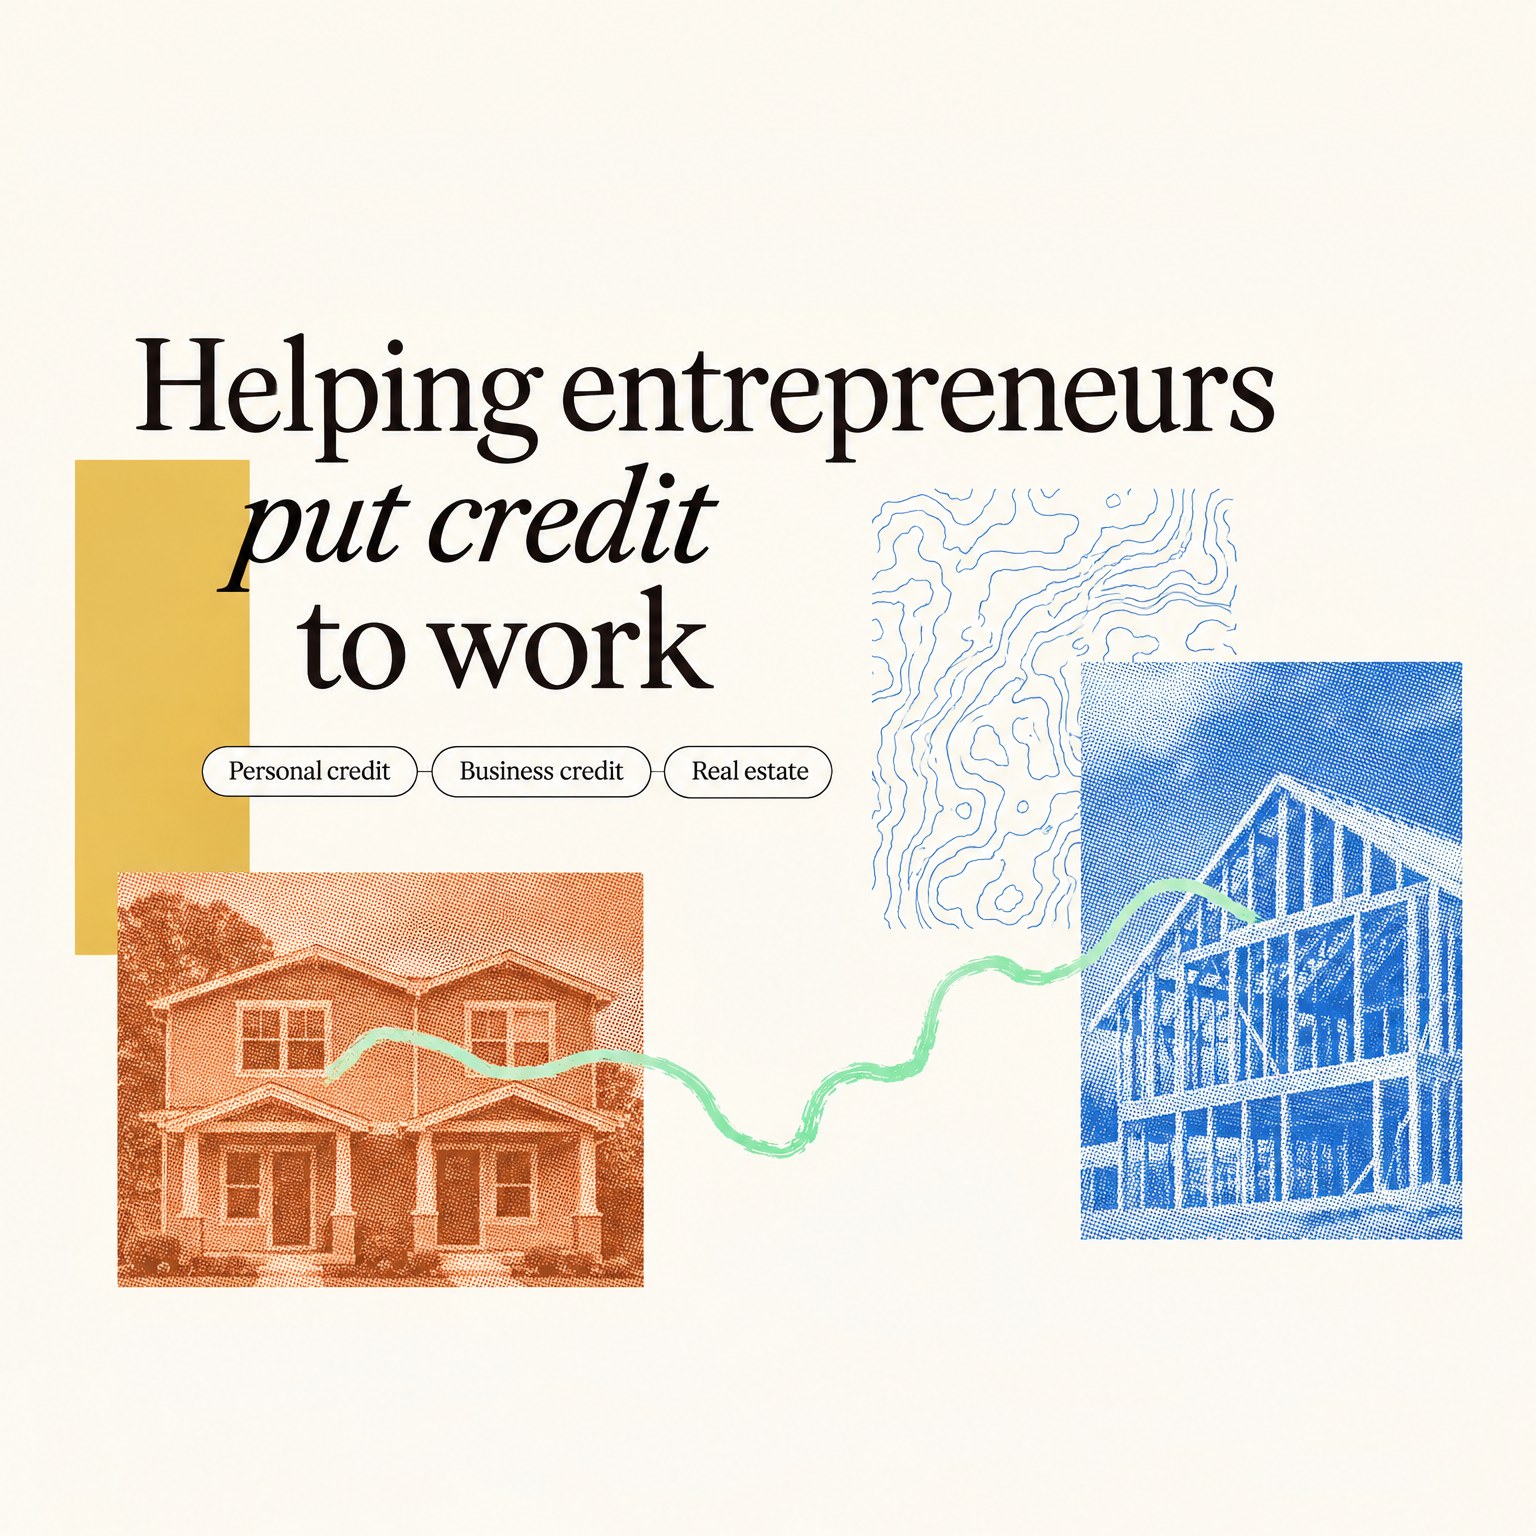 Helping entrepreneurs
put credit
to work
Personal credit
Business credit
Real estate